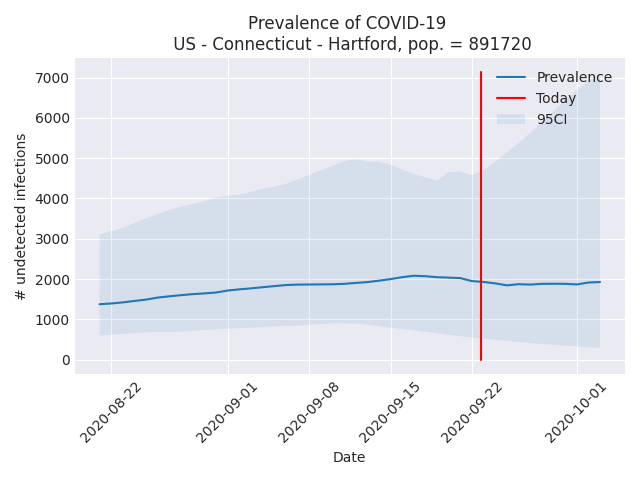 Prevalence of COVID-19
US - Connecticut - Hartford, pop. = 891720
7000
6000
5000
4000
3000
2000
1000
0
# undetected infections
Prevalence
Today
95CI
2020-08-22
2020-09-01
2020-09-08
2020-09-15
2020-09-22
2020-10-01
Date